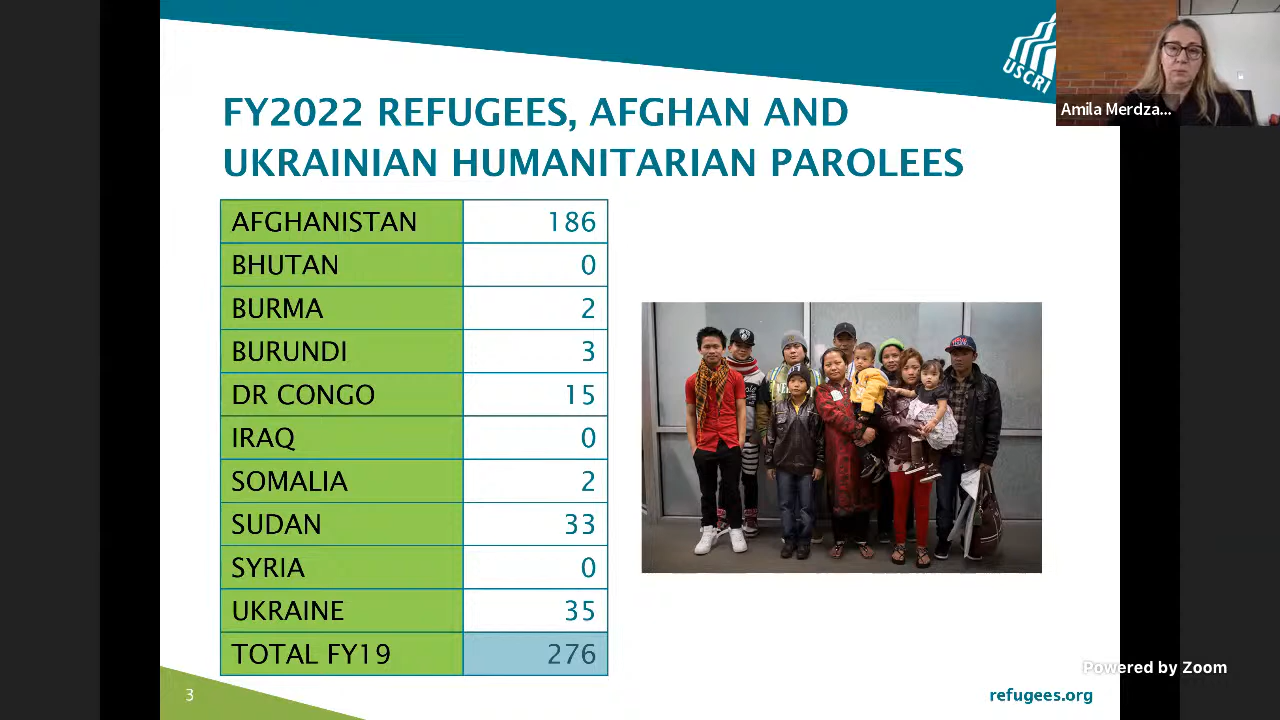 USCRI
Amila Merdza...
FY2022 REFUGEES, AFGHAN AND
UKRAINIAN HUMANITARIAN PAROLEES
AFGHANISTAN 186
BHUTAN 0
BURMA 2
BURUNDI 3
DR CONGO 15
IRAQ 0
SOMALIA 2
SUDAN 33
SYRIA 0
UKRAINE 35
TOTAL FY19 276
Powered by Zoom
3
refugees.org